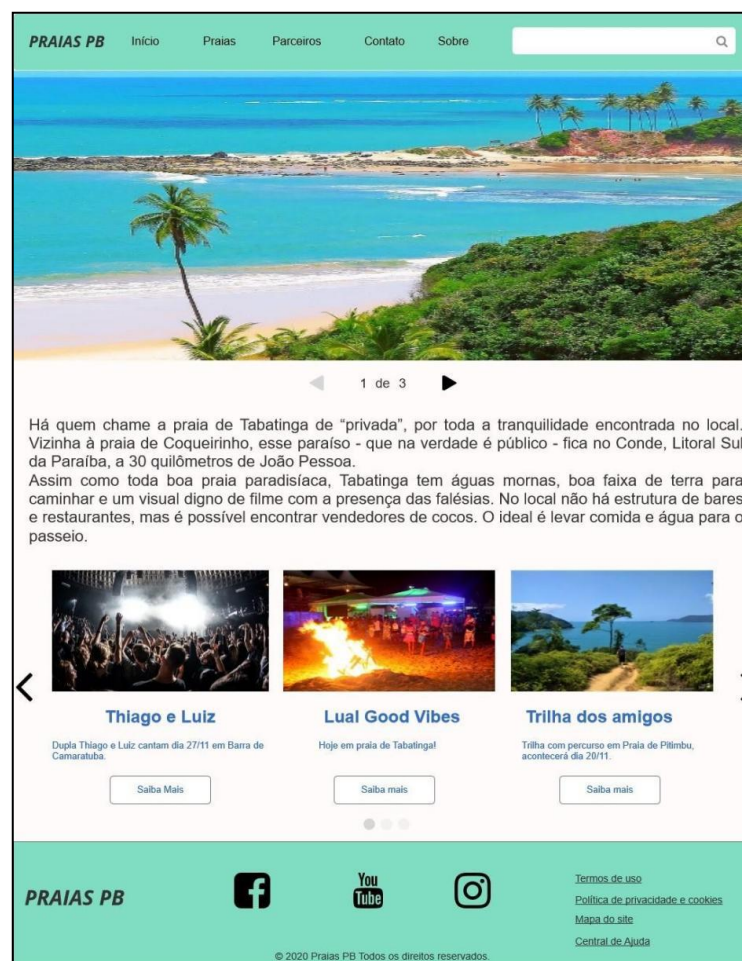 PRAIAS PB
Início
Praias
Parceiros
Contato
Sobre
1 de 3
Há quem chame a praia de Tabatinga de “privada”, por toda a tranquilidade encontrada no local.
Vizinha à praia de Coqueirinho, esse paraíso - que na verdade é público - fica no Conde, Litoral Sul
da Paraíba, a 30 quilômetros de João Pessoa.
Assim como toda boa praia paradisíaca, Tabatinga tem águas mornas, boa faixa de terra para
caminhar e um visual digno de filme com a presença das falésias. No local não há estrutura de bares
e restaurantes, mas é possível encontrar vendedores de cocos. O ideal é levar comida e água para o
passeio.
Thiago e Luiz
Dupla Thiago e Luiz cantam dia 27/11 em Barra de
Camaratuba.
Saiba Mais
Lual Good Vibes
Hoje em praia de Tabatinga!
Saiba mais
Trilha dos amigos
Trilha com percurso em Praia de Pitimbu,
acontecerá dia 20/11.
Saiba mais
PRAIAS PB
You
Tube
Termos de uso
Política de privacidade e cookies
Mapa do site
Central de Ajuda
© 2020 Praias PB Todos os direitos reservados.